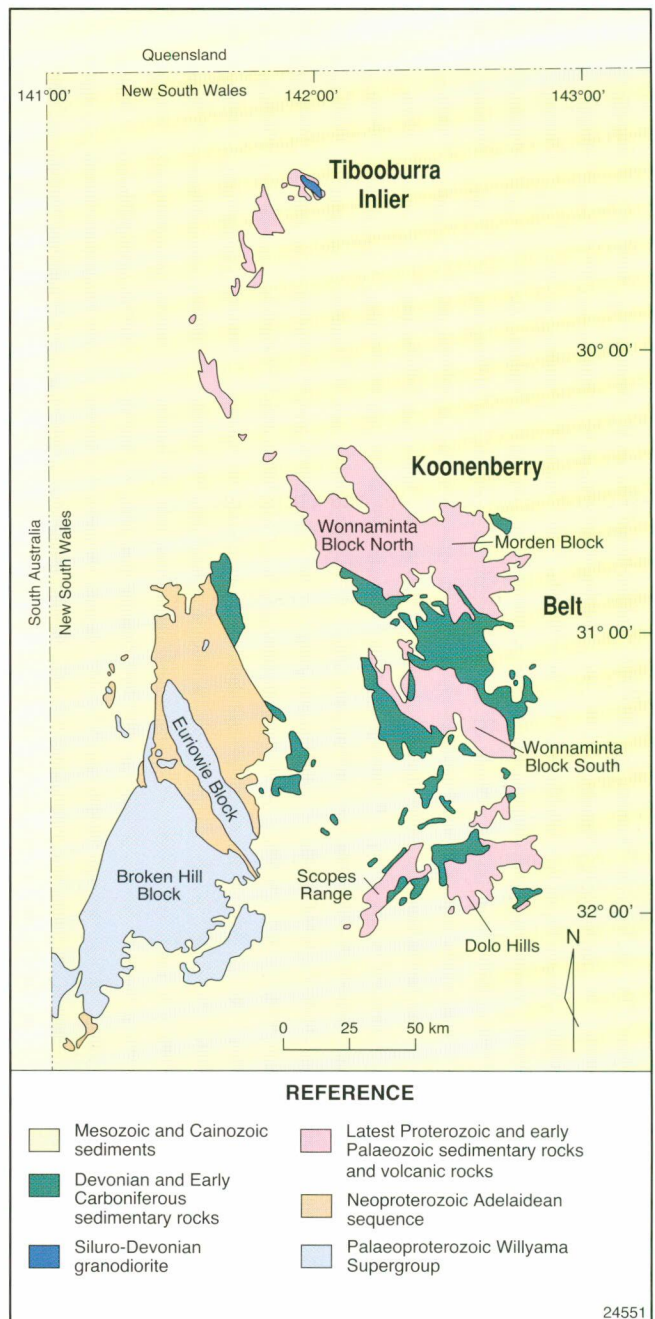 Queensland
141°00'
142°00'
143°00'
New South Wales
Tibooburra
Inlier
30° 00'
Koonenberry
Wonnaminta
Block North
Morden Block
South Australia
New South Wales
Belt
31° 00'
Euriowie Block
Wonnaminta
Block South
Broken Hill
Block
Scopes
Range
32° 00'
Dolo Hills
N
0 25 50 km
REFERENCE
Mesozoic and Cainozoic
sediments
Devonian and Early
Carboniferous
sedimentary rocks
Siluro-Devonian
granodiorite
Latest Proterozoic and early
Palaeozoic sedimentary rocks
and volcanic rocks
Neoproterozoic Adelaidean
sequence
Palaeoproterozoic Willyama
Supergroup
24551